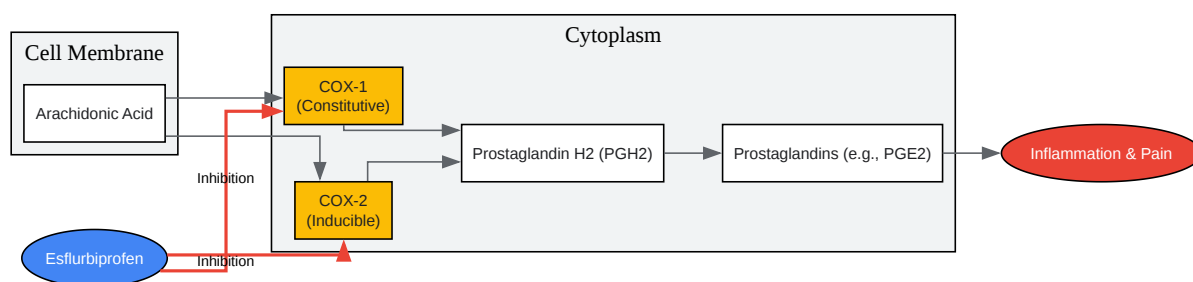 Cell Membrane
Arachidonic Acid
Cytoplasm
COX-1
(Constitutive)
COX-2
(Inducible)
Prostaglandin H2 (PGH2)
Prostaglandins (e.g., PGE2)
Inflammation & Pain
Inhibition
Esflurbiprofen
Inhibition